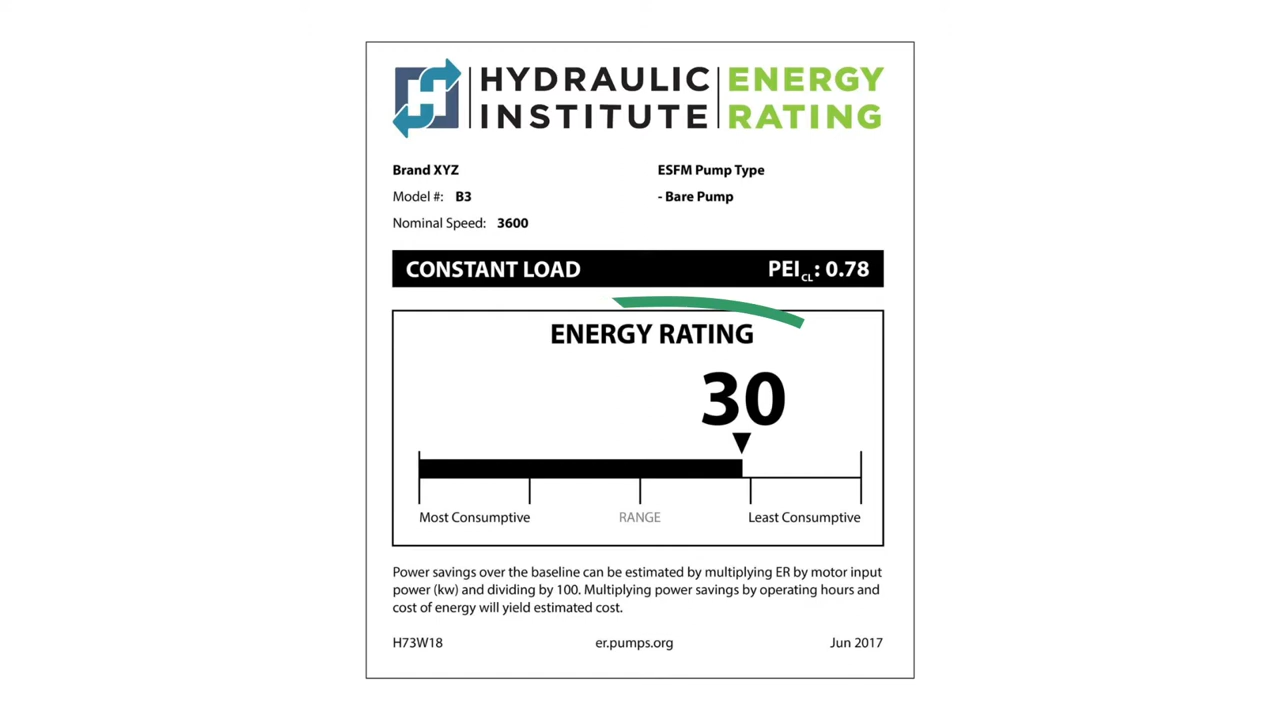 HYDRAULIC ENERGY
INSTITUTE RATING
Brand XYZ ESFM Pump Type
Model #: B3 - Bare Pump
Nominal Speed: 3600
CONSTANT LOAD PEICL: 0.78
ENERGY RATING
30
Most Consumptive RANGE Least Consumptive
Power savings over the baseline can be estimated by multiplying ER by motor input
power (kw) and dividing by 100. Multiplying power savings by operating hours and
cost of energy will yield estimated cost.
H73W18 er.pumps.org Jun 2017